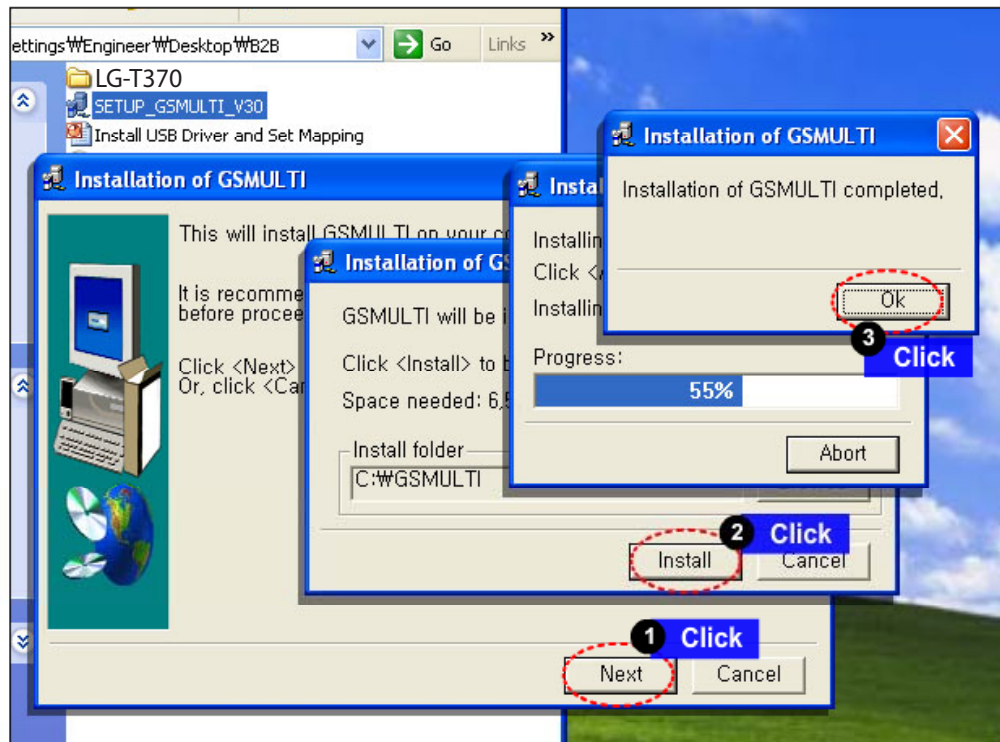 ettings₩Engineer₩Desktop₩B2B
Go
Links
LG-T370
SETUP_GSMULTI_V30
Install USB Driver and Set Mapping
Installation of GSMULTI
This will install GSMULTI on your
It is recomme
before procee
Click <Next>
Or, click <Car
1 Click
Next
Cancel
Installation of GS
GSMULTI will be i
Click <Install> to b
Space needed: 6,5
Install folder
C:₩GSMULTI
2 Click
Install
Cancel
Insta
Installin
Click </
Installin
Progress:
55%
Abort
Installation of GSMULTI
Installation of GSMULTI completed,
Ok
3 Click